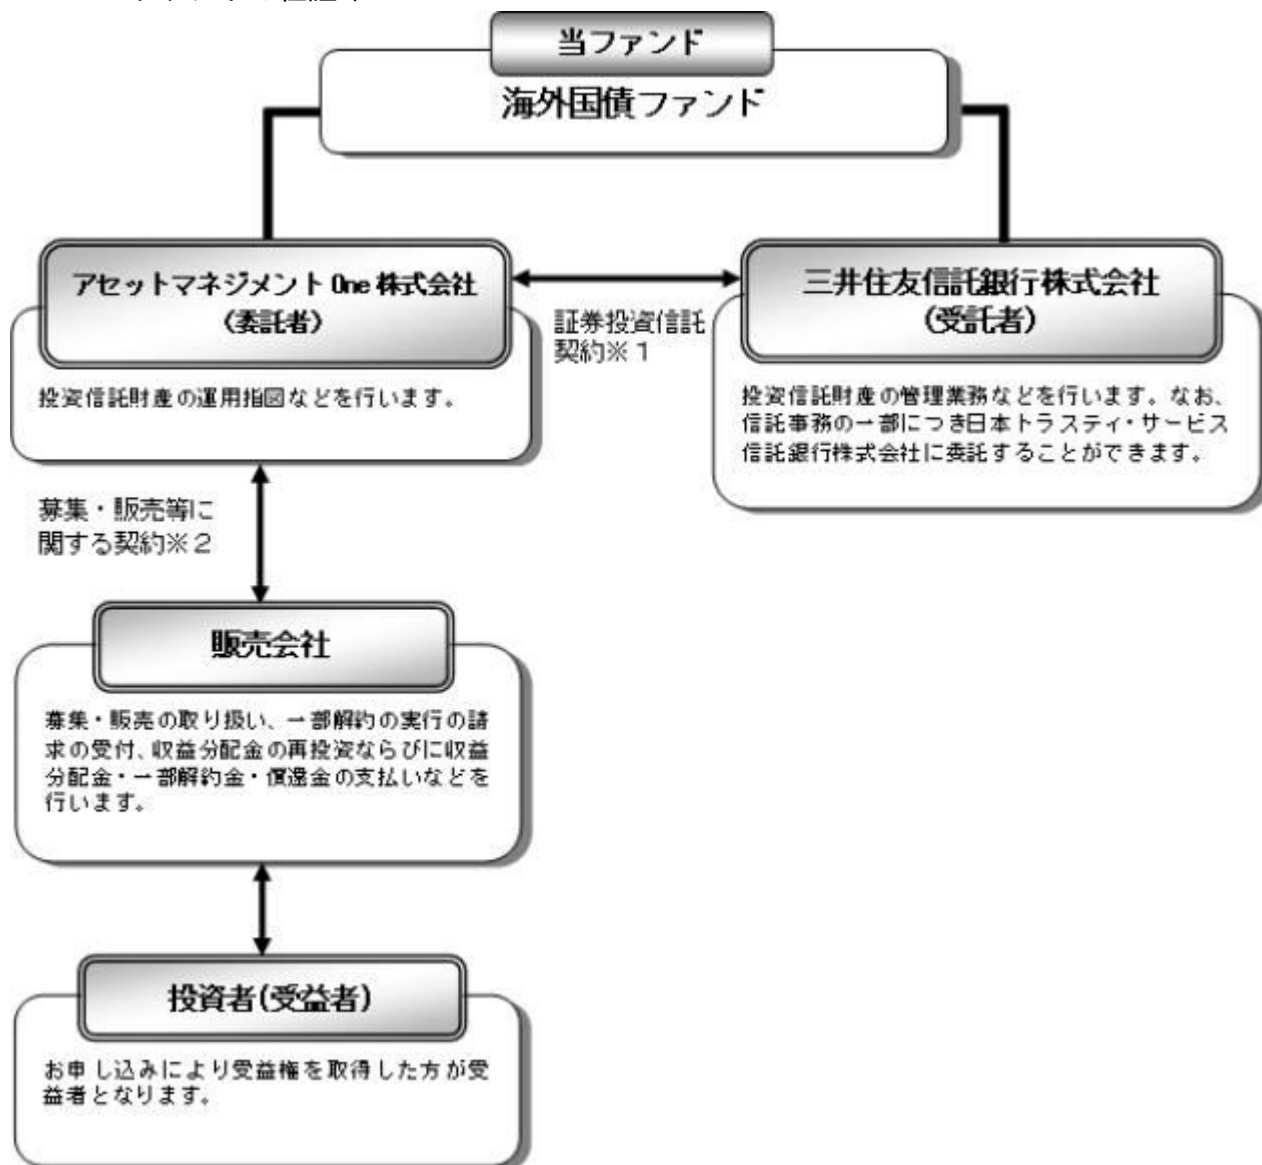 当ファンド
海外国債ファンド
アセットマネジメント One 株式会社
(委託者)
投資信託財産の運用指図などを行います。
証券投資信託
契約※1
三井住友信託銀行株式会社
(受託者)
投資信託財産の管理業務などを行います。なお、
信託事務の一部につき日本トラスティ・サービス
信託銀行株式会社に委託することができます。
募集・販売等に
関する契約※2
販売会社
募集・販売の取り扱い、一部解約の実行の請
求の受付、収益分配金の再投資ならびに収益
分配金・一部解約金・償還金の支払いなどを
行います。
投資者(受益者)
お申し込みにより受益権を取得した方が受
益者となります。